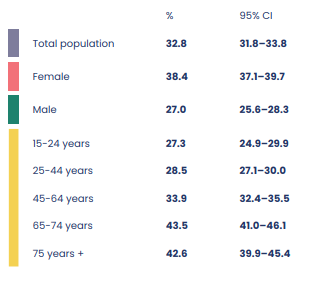 % 95% CI
Total population 32.8 31.8–33.8
Female 38.4 37.1–39.7
Male 27.0 25.6–28.3
15-24 years 27.3 24.9–29.9
25-44 years 28.5 27.1–30.0
45-64 years 33.9 32.4–35.5
65-74 years 43.5 41.0–46.1
75 years + 42.6 39.9–45.4